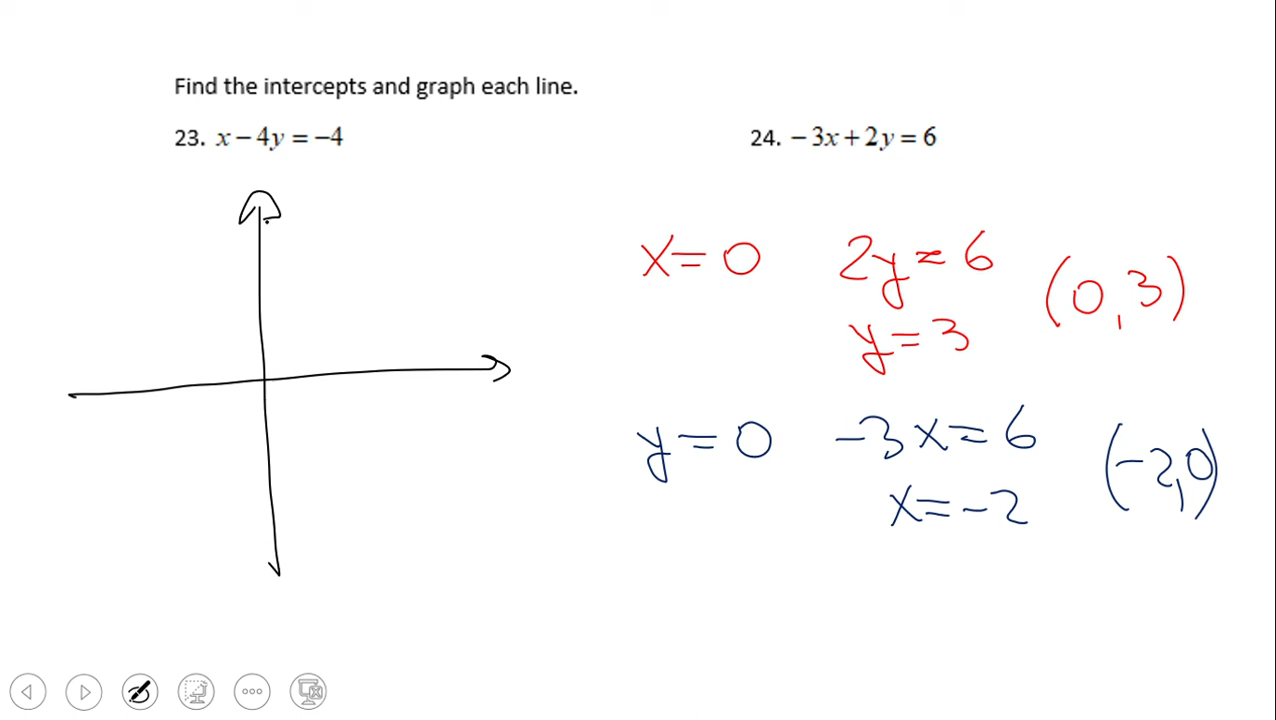 Find the intercepts and graph each line.
23. x − 4y = −4
24. − 3x + 2y = 6
x = 0
2y = 6
y = 3
(0, 3)
y = 0
-3x = 6
x = -2
(-2, 0)